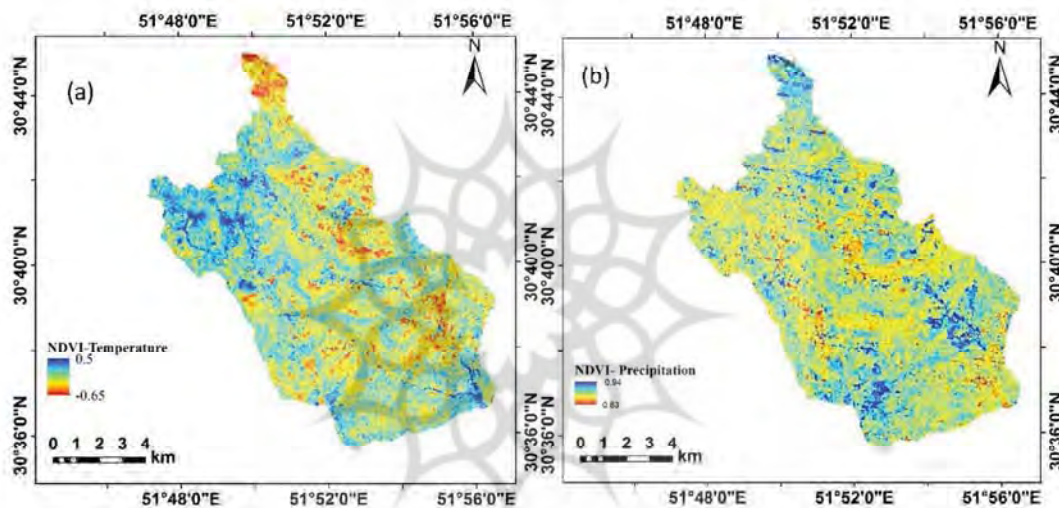 51°48'0"E 51°52'0"E 51°56'0"E
(a)
N
30°44'0"N
30°40'0"N
30°36'0"N
NDVI-Temperature
0.5
-0.65
0 1 2 3 4
km
51°48'0"E 51°52'0"E 51°56'0"E
51°48'0"E 51°52'0"E 51°56'0"E
(b)
N
30°44'0"N 30°44'0"N
30°40'0"N 30°40'0"N
30°36'0"N 30°36'0"N
NDVI- Precipitation
0.94
0.63
0 1 2 3 4
km
51°48'0"E 51°52'0"E 51°56'0"E